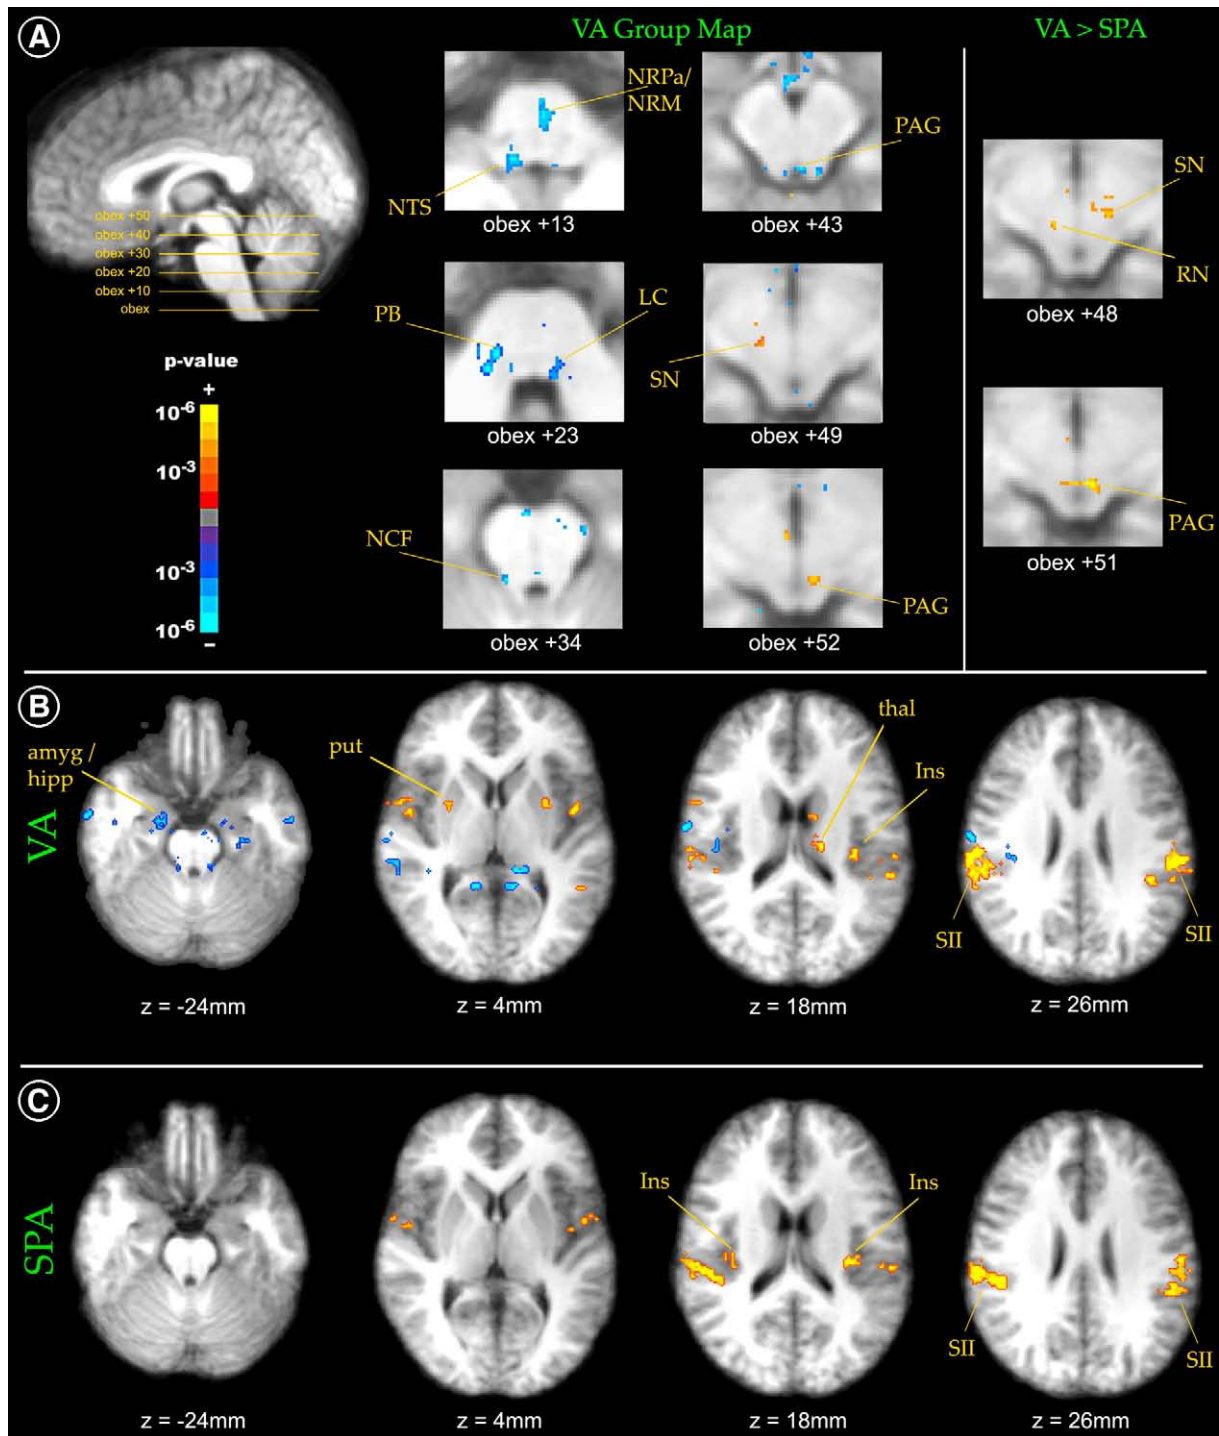 A
VA Group Map
VA > SPA
obex +50
obex +40
obex +30
obex +20
obex +10
obex
p-value
+
10-6
10-3
10-3
10-6
–
NRPa/
NRM
NTS
obex +13
PAG
obex +43
PB
LC
obex +23
SN
obex +49
NCF
obex +34
PAG
obex +52
SN
RN
obex +48
PAG
obex +51
B
VA
amyg /
hipp
z = -24mm
put
z = 4mm
thal
Ins
z = 18mm
SII
SII
z = 26mm
C
SPA
z = -24mm
z = 4mm
Ins
Ins
z = 18mm
SII
SII
z = 26mm